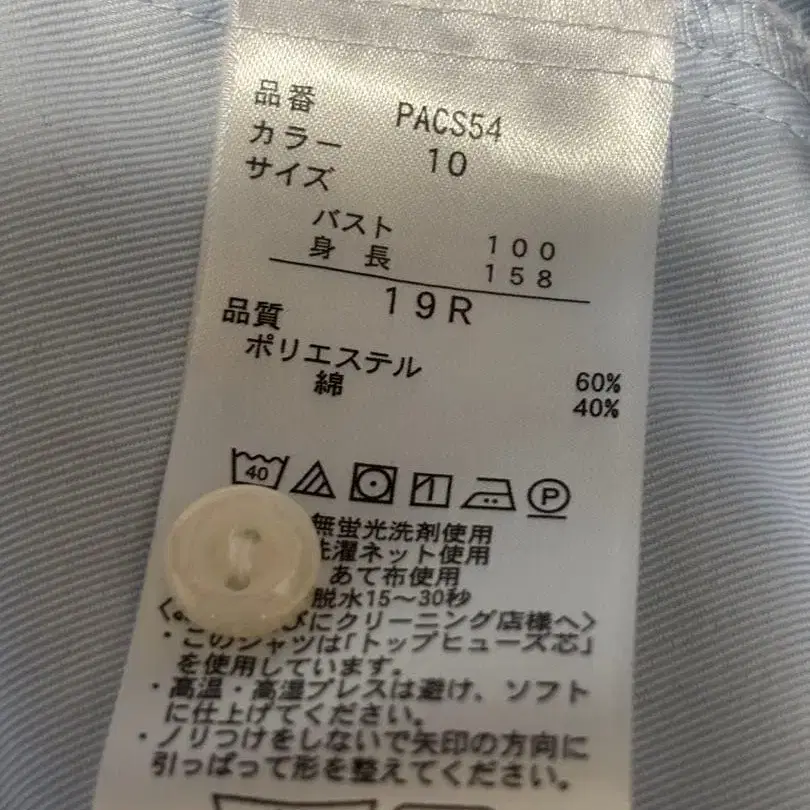 品番 PACS54
カラー 10
サイズ
バスト 100
身長 158
19R
品質
ポリエステル 60%
綿 40%
40 P
無蛍光洗剤使用
洗濯ネット使用
あて布使用
脱水15〜30秒
びにクリーニング店様へ〉
・このシャツは「トップヒューズ芯」
を使用しています。
・高温・高湿プレスは避け、ソフト
に仕上げてください。
・ノリつけをしないで矢印の方向に
引っぱって形を整えてください。